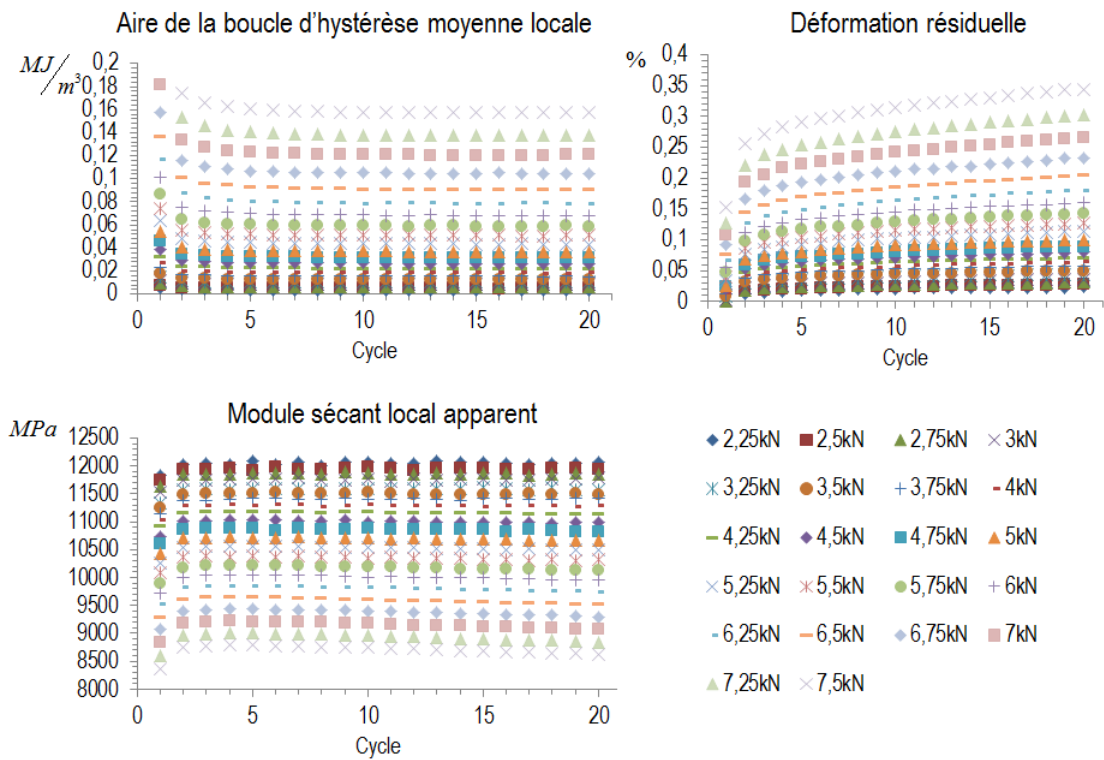 Aire de la boucle d’hystérèse moyenne locale
MJ/m³
0,2
0,18
0,16
0,14
0,12
0,1
0,08
0,06
0,04
0,02
0
0 5 10 15 20
Cycle
Déformation résiduelle
%
0,4
0,35
0,3
0,25
0,2
0,15
0,1
0,05
0
0 5 10 15 20
Cycle
Module sécant local apparent
MPa
12500
12000
11500
11000
10500
10000
9500
9000
8500
8000
0 5 10 15 20
Cycle
2,25kN 2,5kN 2,75kN 3kN
3,25kN 3,5kN 3,75kN 4kN
4,25kN 4,5kN 4,75kN 5kN
5,25kN 5,5kN 5,75kN 6kN
6,25kN 6,5kN 6,75kN 7kN
7,25kN 7,5kN